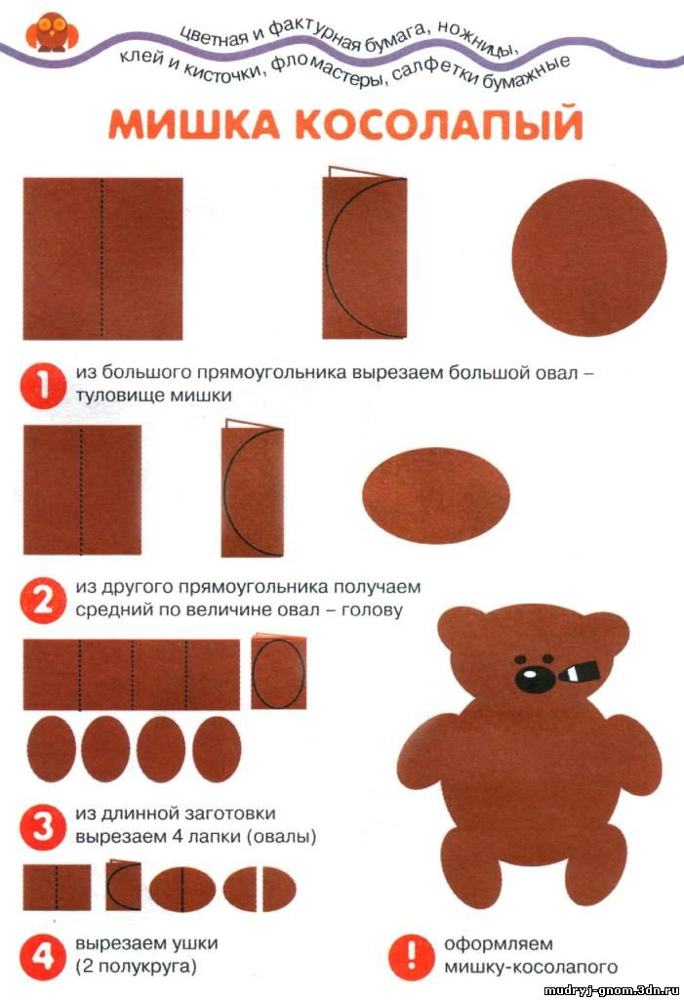 цветная и фактурная бумага, ножницы,
клей и кисточки, фломастеры, салфетки бумажные
МИШКА КОСОЛАПЫЙ
1 из большого прямоугольника вырезаем большой овал –
туловище мишки
2 из другого прямоугольника получаем
средний по величине овал – голову
3 из длинной заготовки
вырезаем 4 лапки (овалы)
4 вырезаем ушки
(2 полукруга)
! оформляем
мишку-косолапого
mudryj-gnom.3dn.ru